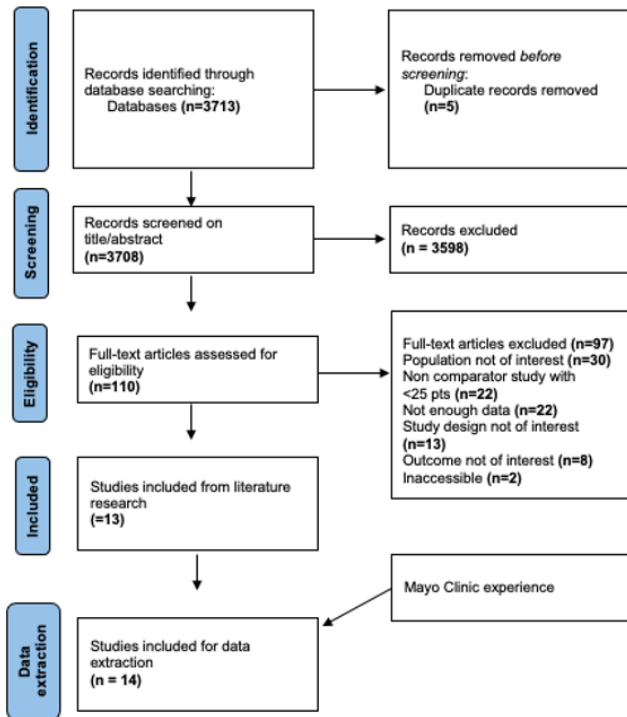 Identification
Records identified through
database searching:
Databases (n=3713)
Records removed before
screening:
Duplicate records removed
(n=5)
Screening
Records screened on
title/abstract
(n=3708)
Records excluded
(n = 3598)
Eligibility
Full-text articles assessed for
eligibility
(n=110)
Full-text articles excluded (n=97)
Population not of interest (n=30)
Non comparator study with
<25 pts (n=22)
Not enough data (n=22)
Study design not of interest
(n=13)
Outcome not of interest (n=8)
Inaccessible (n=2)
Included
Studies included from literature
research
(=13)
Mayo Clinic experience
Data
extraction
Studies included for data
extraction
(n = 14)